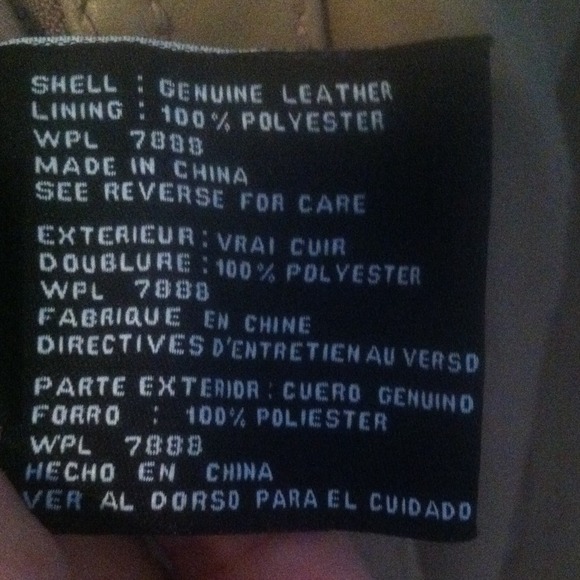 SHELL : GENUINE LEATHER
LINING : 100% POLYESTER
WPL 7888
MADE IN CHINA
SEE REVERSE FOR CARE
EXTERIEUR : VRAI CUIR
DOUBLURE : 100% POLYESTER
WPL 7888
FABRIQUE EN CHINE
DIRECTIVES D'ENTRETIEN AU VERSO
PARTE EXTERIOR : CUERO GENUINO
FORRO : 100% POLIESTER
WPL 7888
HECHO EN CHINA
VER AL DORSO PARA EL CUIDADO